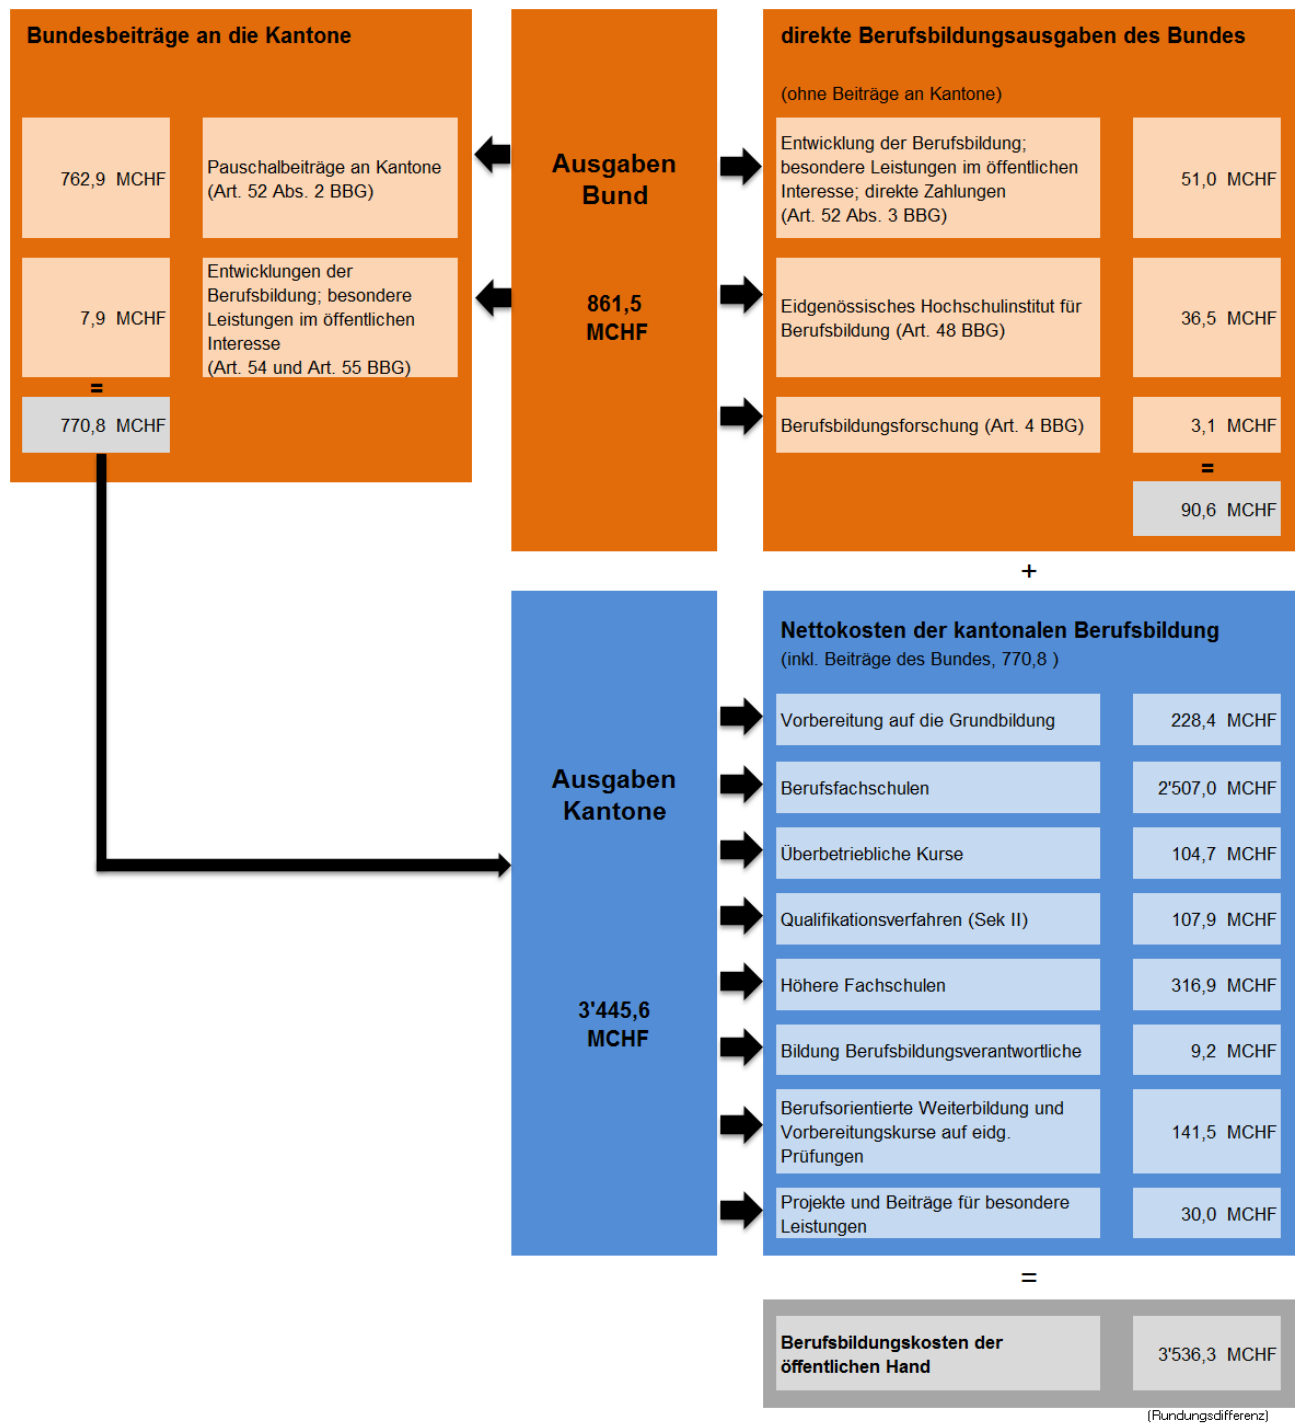 Bundesbeiträge an die Kantone
762,9 MCHF
Pauschalbeiträge an Kantone
(Art. 52 Abs. 2 BBG)
7,9 MCHF
Entwicklungen der
Berufsbildung; besondere
Leistungen im öffentlichen
Interesse
(Art. 54 und Art. 55 BBG)
=
770,8 MCHF
Ausgaben
Bund
861,5
MCHF
direkte Berufsbildungsausgaben des Bundes
(ohne Beiträge an Kantone)
Entwicklung der Berufsbildung;
besondere Leistungen im öffentlichen
Interesse; direkte Zahlungen
(Art. 52 Abs. 3 BBG)
51,0 MCHF
Eidgenössisches Hochschulinstitut für
Berufsbildung (Art. 48 BBG)
36,5 MCHF
Berufsbildungsforschung (Art. 4 BBG)
3,1 MCHF
=
90,6 MCHF
+
Ausgaben
Kantone
3'445,6
MCHF
Nettokosten der kantonalen Berufsbildung
(inkl. Beiträge des Bundes, 770,8 )
Vorbereitung auf die Grundbildung
228,4 MCHF
Berufsfachschulen
2'507,0 MCHF
Überbetriebliche Kurse
104,7 MCHF
Qualifikationsverfahren (Sek II)
107,9 MCHF
Höhere Fachschulen
316,9 MCHF
Bildung Berufsbildungsverantwortliche
9,2 MCHF
Berufsorientierte Weiterbildung und
Vorbereitungskurse auf eidg.
Prüfungen
141,5 MCHF
Projekte und Beiträge für besondere
Leistungen
30,0 MCHF
=
Berufsbildungskosten der
öffentlichen Hand
3'536,3 MCHF
(Rundungsdifferenz)